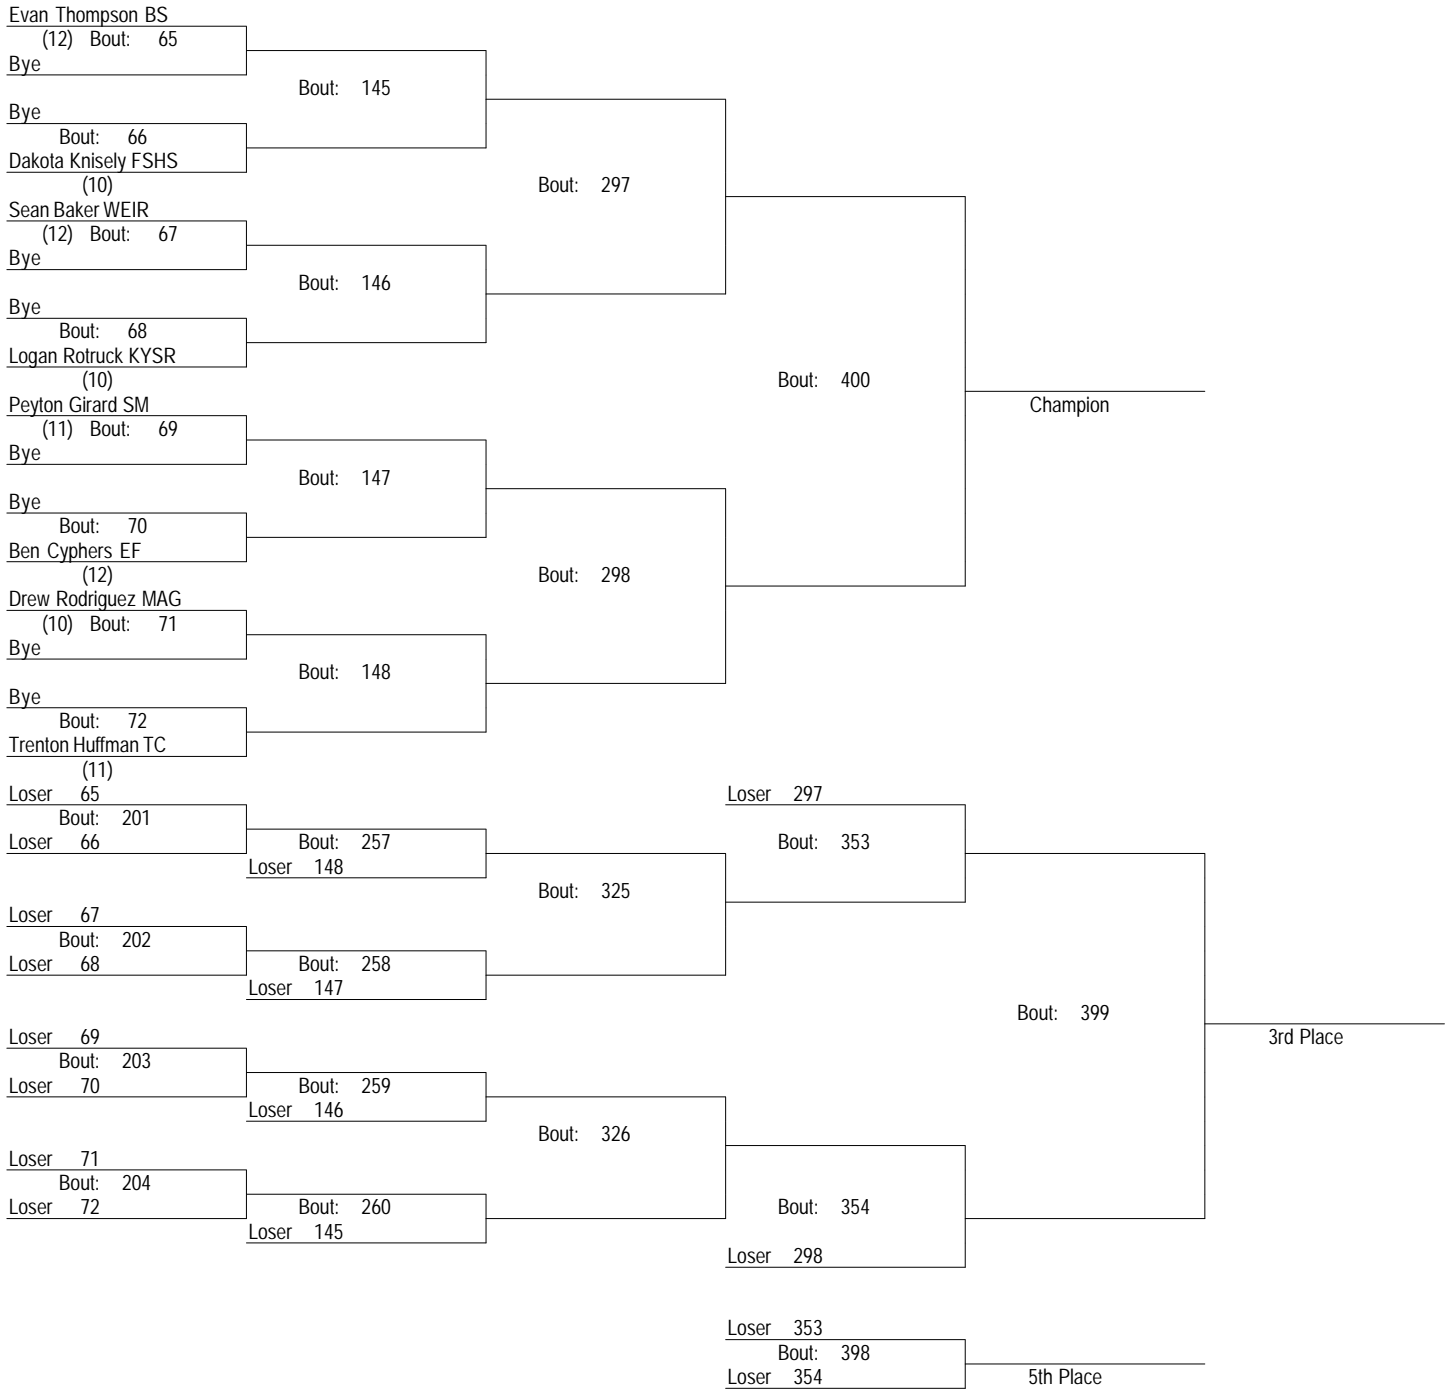 Evan Thompson BS
(12) Bout: 65
Bye
Bout: 145
Bye
Bout: 66
Dakota Knisely FSHS
(10)
Bout: 297
Sean Baker WEIR
(12) Bout: 67
Bye
Bout: 146
Bye
Bout: 68
Logan Rotruck KYSR
(10)
Bout: 400
Champion
Peyton Girard SM
(11) Bout: 69
Bye
Bout: 147
Bye
Bout: 70
Ben Cyphers EF
(12)
Bout: 298
Drew Rodriguez MAG
(10) Bout: 71
Bye
Bout: 148
Bye
Bout: 72
Trenton Huffman TC
(11)
Loser 65
Bout: 201
Loser 66
Bout: 257
Loser 148
Loser 297
Bout: 353
Bout: 325
Loser 67
Bout: 202
Loser 68
Bout: 258
Loser 147
Bout: 399
3rd Place
Loser 69
Bout: 203
Loser 70
Bout: 259
Loser 146
Bout: 326
Loser 71
Bout: 204
Loser 72
Bout: 260
Loser 145
Bout: 354
Loser 298
Loser 353
Bout: 398
Loser 354
5th Place